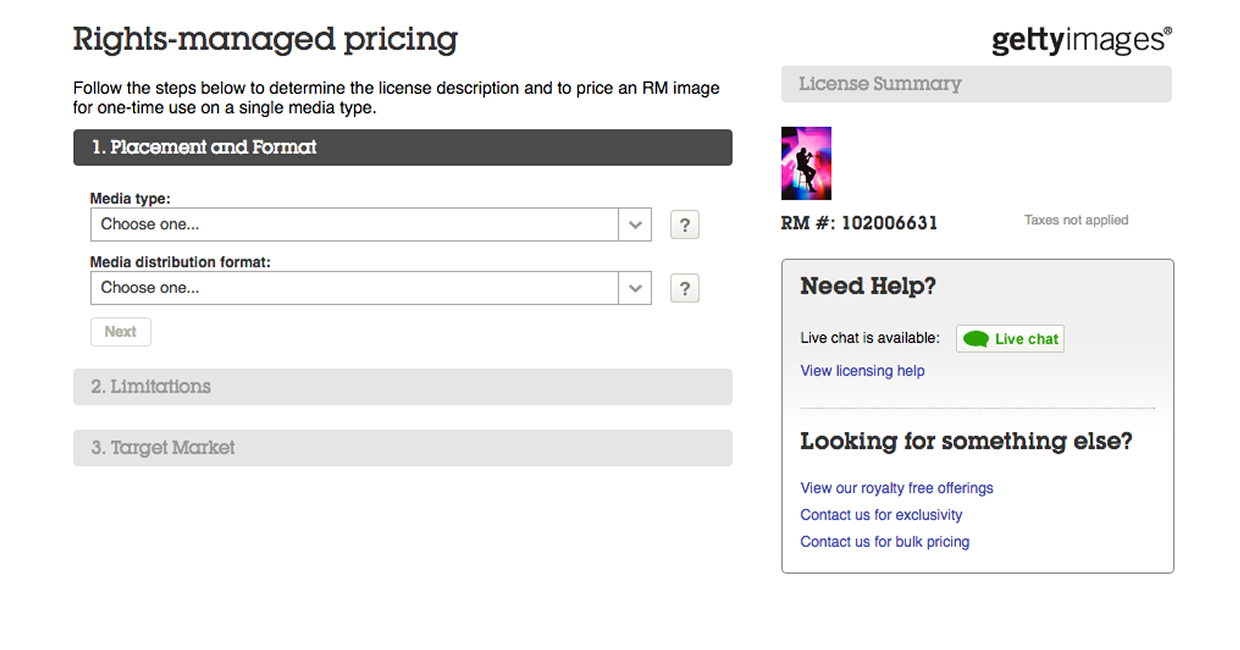 Rights-managed pricing
gettyimages®
Follow the steps below to determine the license description and to price an RM image
for one-time use on a single media type.
License Summary
1. Placement and Format
Media type:
Choose one...
?
Media distribution format:
Choose one...
?
Next
2. Limitations
3. Target Market
RM #: 102006631
Taxes not applied
Need Help?
Live chat is available:
Live chat
View licensing help
Looking for something else?
View our royalty free offerings
Contact us for exclusivity
Contact us for bulk pricing